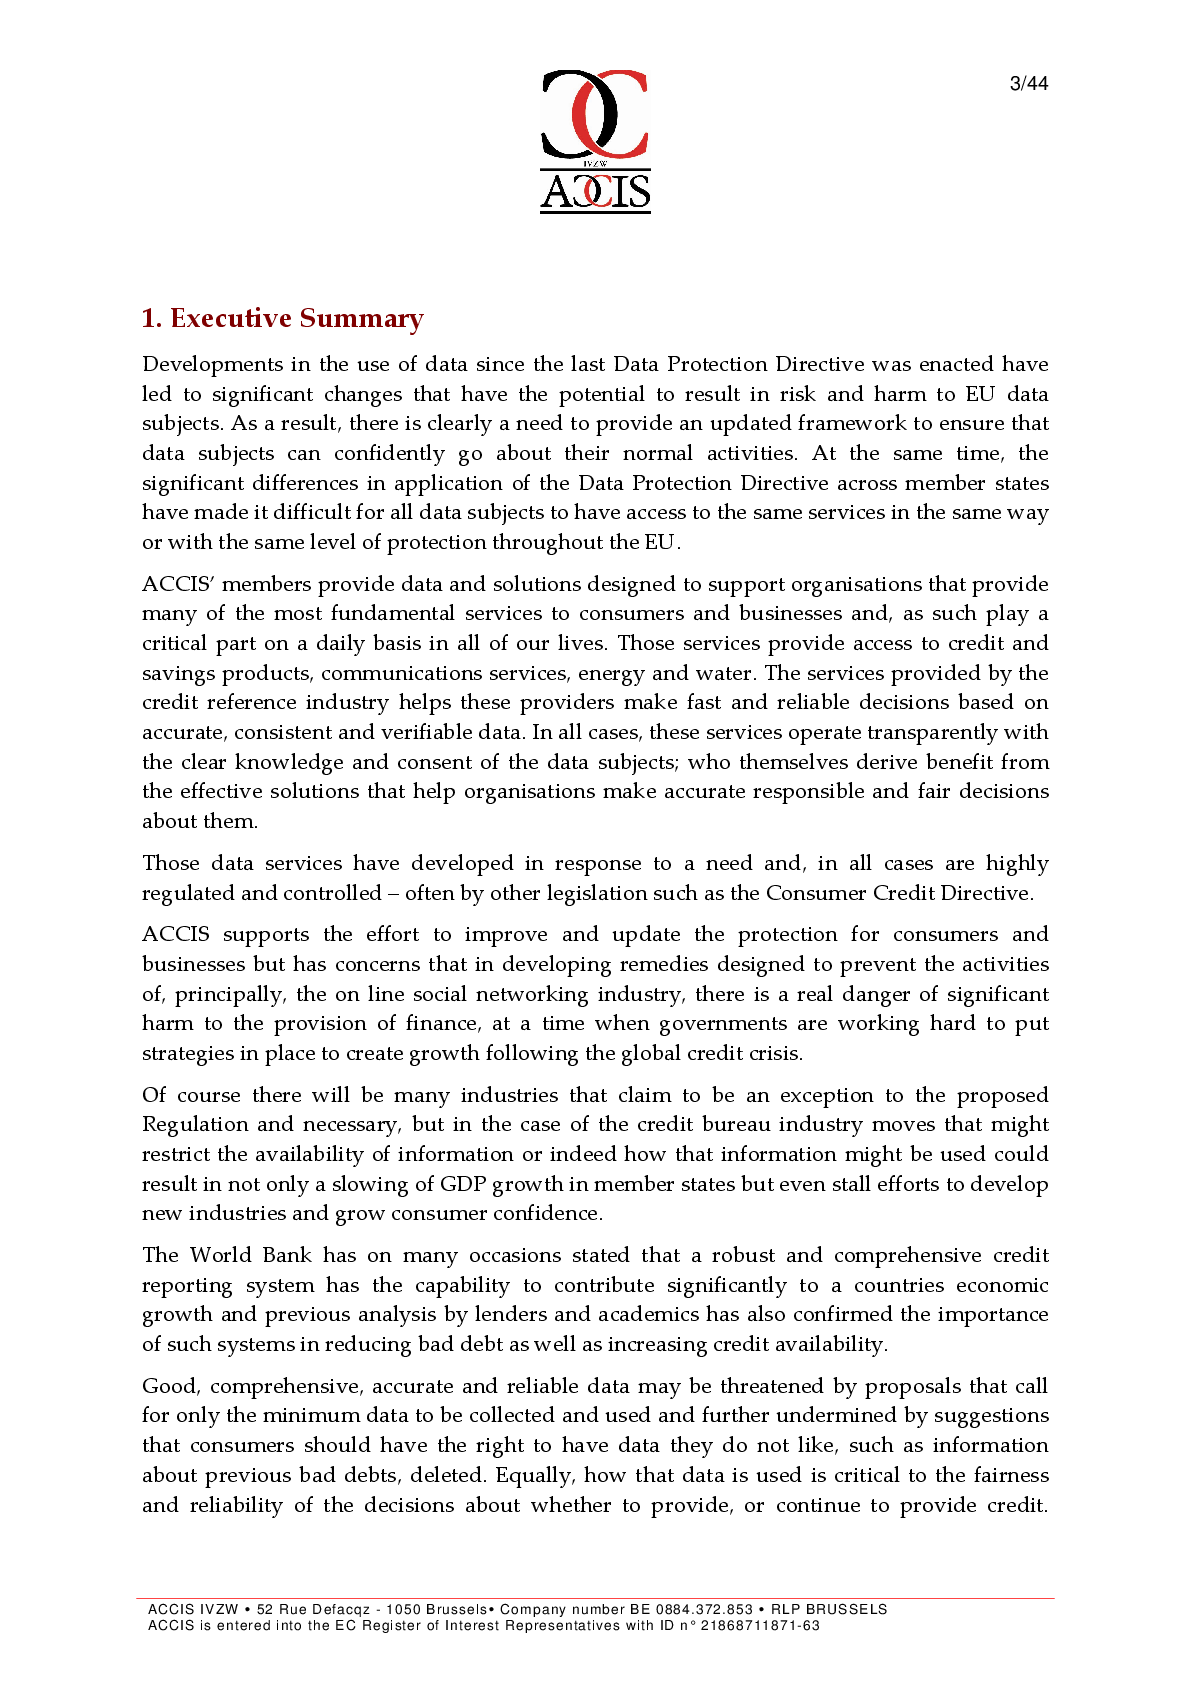 3/44
IVZW
ACCIS
1. Executive Summary
Developments in the use of data since the last Data Protection Directive was enacted have
led to significant changes that have the potential to result in risk and harm to EU data
subjects. As a result, there is clearly a need to provide an updated framework to ensure that
data subjects can confidently go about their normal activities. At the same time, the
significant differences in application of the Data Protection Directive across member states
have made it difficult for all data subjects to have access to the same services in the same way
or with the same level of protection throughout the EU.
ACCIS’ members provide data and solutions designed to support organisations that provide
many of the most fundamental services to consumers and businesses and, as such play a
critical part on a daily basis in all of our lives. Those services provide access to credit and
savings products, communications services, energy and water. The services provided by the
credit reference industry helps these providers make fast and reliable decisions based on
accurate, consistent and verifiable data. In all cases, these services operate transparently with
the clear knowledge and consent of the data subjects; who themselves derive benefit from
the effective solutions that help organisations make accurate responsible and fair decisions
about them.
Those data services have developed in response to a need and, in all cases are highly
regulated and controlled – often by other legislation such as the Consumer Credit Directive.
ACCIS supports the effort to improve and update the protection for consumers and
businesses but has concerns that in developing remedies designed to prevent the activities
of, principally, the on line social networking industry, there is a real danger of significant
harm to the provision of finance, at a time when governments are working hard to put
strategies in place to create growth following the global credit crisis.
Of course there will be many industries that claim to be an exception to the proposed
Regulation and necessary, but in the case of the credit bureau industry moves that might
restrict the availability of information or indeed how that information might be used could
result in not only a slowing of GDP growth in member states but even stall efforts to develop
new industries and grow consumer confidence.
The World Bank has on many occasions stated that a robust and comprehensive credit
reporting system has the capability to contribute significantly to a countries economic
growth and previous analysis by lenders and academics has also confirmed the importance
of such systems in reducing bad debt as well as increasing credit availability.
Good, comprehensive, accurate and reliable data may be threatened by proposals that call
for only the minimum data to be collected and used and further undermined by suggestions
that consumers should have the right to have data they do not like, such as information
about previous bad debts, deleted. Equally, how that data is used is critical to the fairness
and reliability of the decisions about whether to provide, or continue to provide credit.
ACCIS IVZW • 52 Rue Defacqz - 1050 Brussels• Company number BE 0884.372.853 • RLP BRUSSELS
ACCIS is entered into the EC Register of Interest Representatives with ID n° 21868711871-63